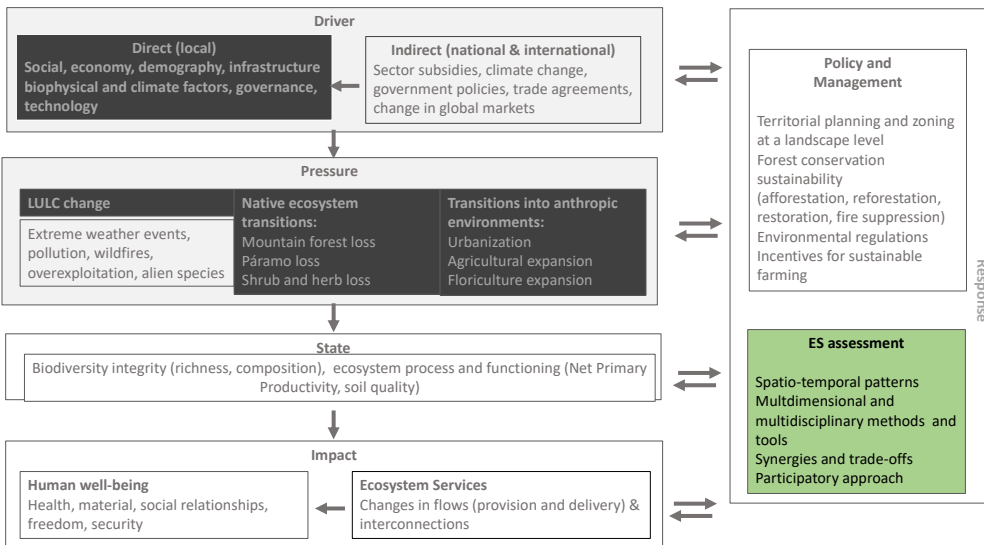 Driver
Direct (local)
Social, economy, demography, infrastructure
biophysical and climate factors, governance,
technology
Indirect (national & international)
Sector subsidies, climate change,
government policies, trade agreements,
change in global markets
Pressure
LULC change
Extreme weather events,
pollution, wildfires,
overexploitation, alien species
Native ecosystem
transitions:
Mountain forest loss
Páramo loss
Shrub and herb loss
Transitions into anthropic
environments:
Urbanization
Agricultural expansion
Floriculture expansion
State
Biodiversity integrity (richness, composition), ecosystem process and functioning (Net Primary
Productivity, soil quality)
Impact
Human well-being
Health, material, social relationships,
freedom, security
Ecosystem Services
Changes in flows (provision and delivery) &
interconnections
Policy and
Management
Territorial planning and zoning
at a landscape level
Forest conservation
sustainability
(afforestation, reforestation,
restoration, fire suppression)
Environmental regulations
Incentives for sustainable
farming
ES assessment
Spatio-temporal patterns
Multdimensional and
multidisciplinary methods and
tools
Synergies and trade-offs
Participatory approach
Response